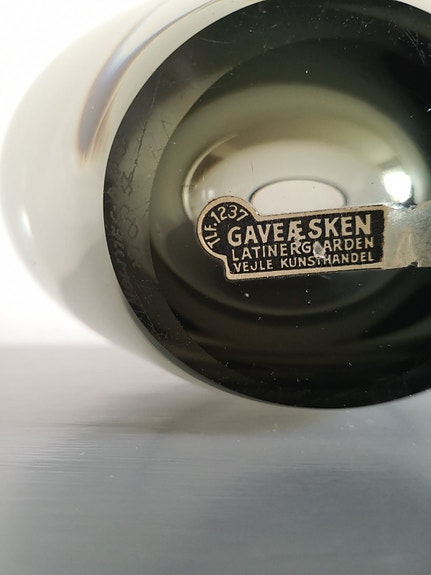 TLF. 1237
GAVEÆSKEN
LATINERGAARDEN
VEJLE KUNSTHANDEL